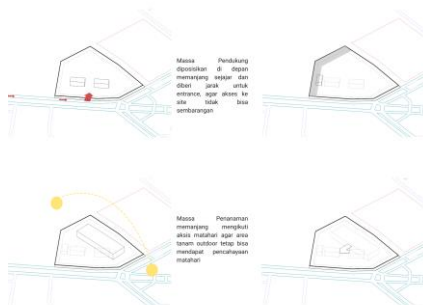 Massa Pendukung
diposisikan di depan
memanjang sejajar dan
diberi jarak untuk
entrance, agar akses ke
site tidak bisa
sembarangan
Massa Penanaman
memanjang mengikuti
aksis matahari agar area
tanam outdoor tetap bisa
mendapat pencahayaan
matahari